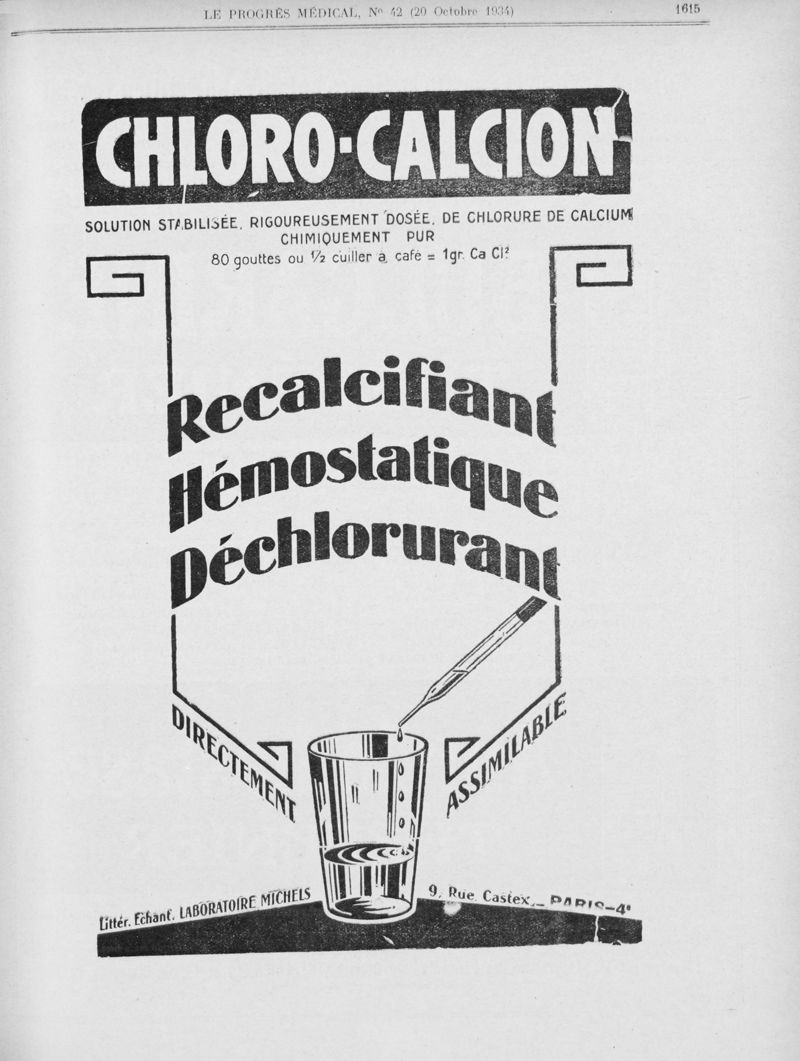 LE PROGRÈS MÉDICAL, Nº 42 (20 Octobre 1934)
1615
CHLORO-CALCION
SOLUTION STABILISÉE, RIGOUREUSEMENT DOSÉE, DE CHLORURE DE CALCIUM
CHIMIQUEMENT PUR
80 gouttes ou ½ cuiller à café = 1gr. Ca Cl²
Recalcifiant
Hémostatique
Déchlorurant
DIRECTEMENT
ASSIMILABLE
Littér. Echant. LABORATOIRE MICHELS
9, Rue Castex _ PARIS-4ᵉ